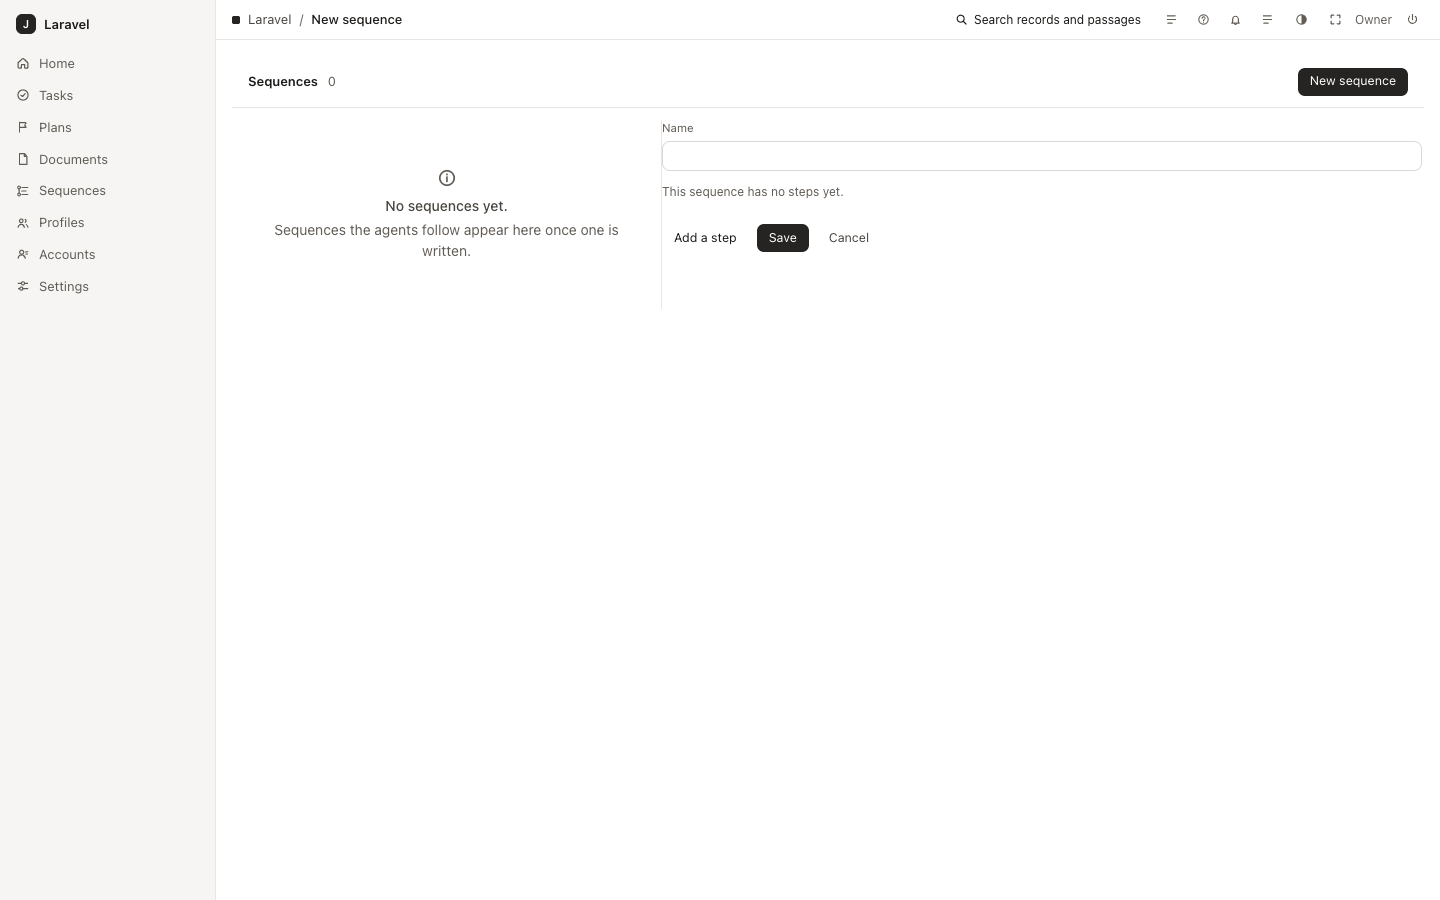 J Laravel
Home
Tasks
Plans
Documents
Sequences
Profiles
Accounts
Settings
Laravel / New sequence
Search records and passages
Owner
Sequences 0
New sequence
No sequences yet.
Sequences the agents follow appear here once one is
written.
Name
This sequence has no steps yet.
Add a step
Save
Cancel